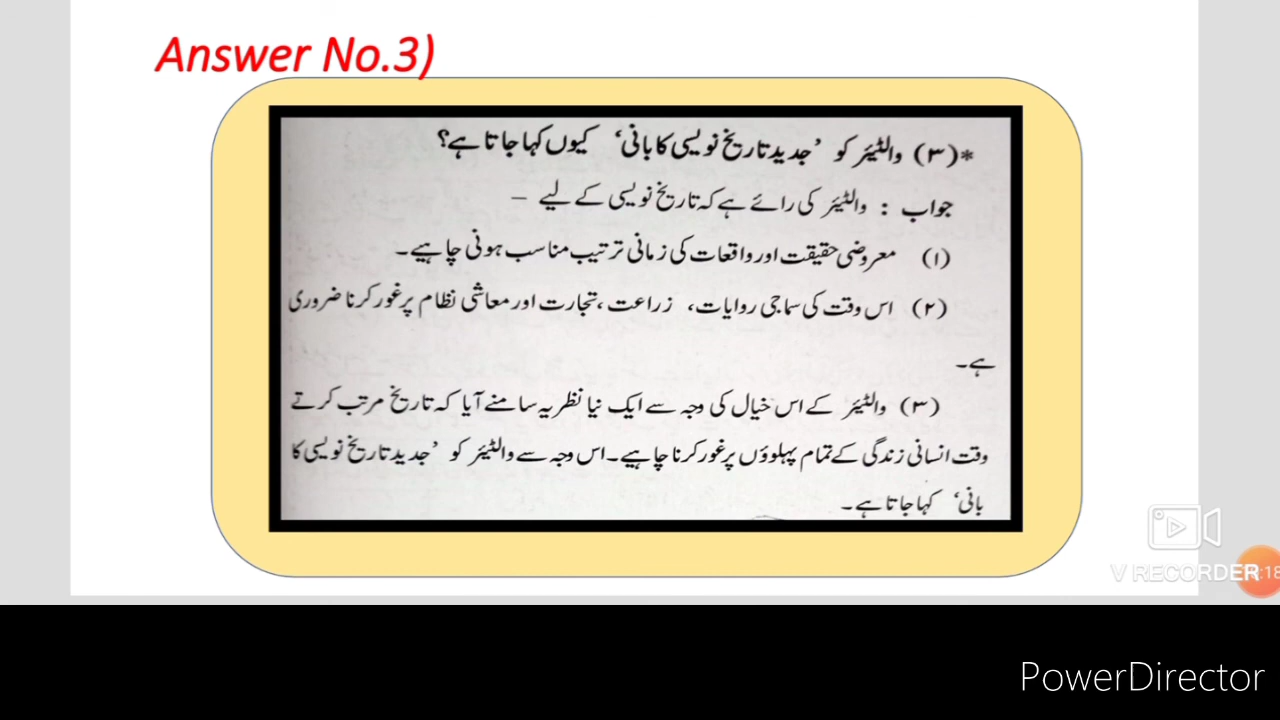 Answer No.3)
*(۳) والٹیئر کو ’جدید تاریخ نویسی کا بانی‘ کیوں کہا جاتا ہے؟
جواب : والٹیئر کی رائے ہے کہ تاریخ نویسی کے لیے –
(۱) معروضی حقیقت اور واقعات کی زمانی ترتیب مناسب ہونی چاہیے۔
(۲) اس وقت کی سماجی روایات، زراعت، تجارت اور معاشی نظام پر غور کرنا ضروری
ہے۔
(۳) والٹیئر کے اس خیال کی وجہ سے ایک نیا نظریہ سامنے آیا کہ تاریخ مرتب کرتے
وقت انسانی زندگی کے تمام پہلوؤں پر غور کرنا چاہیے۔ اس وجہ سے والٹیئر کو ’جدید تاریخ نویسی کا
بانی‘ کہا جاتا ہے۔
V RECORDER
:18
PowerDirector